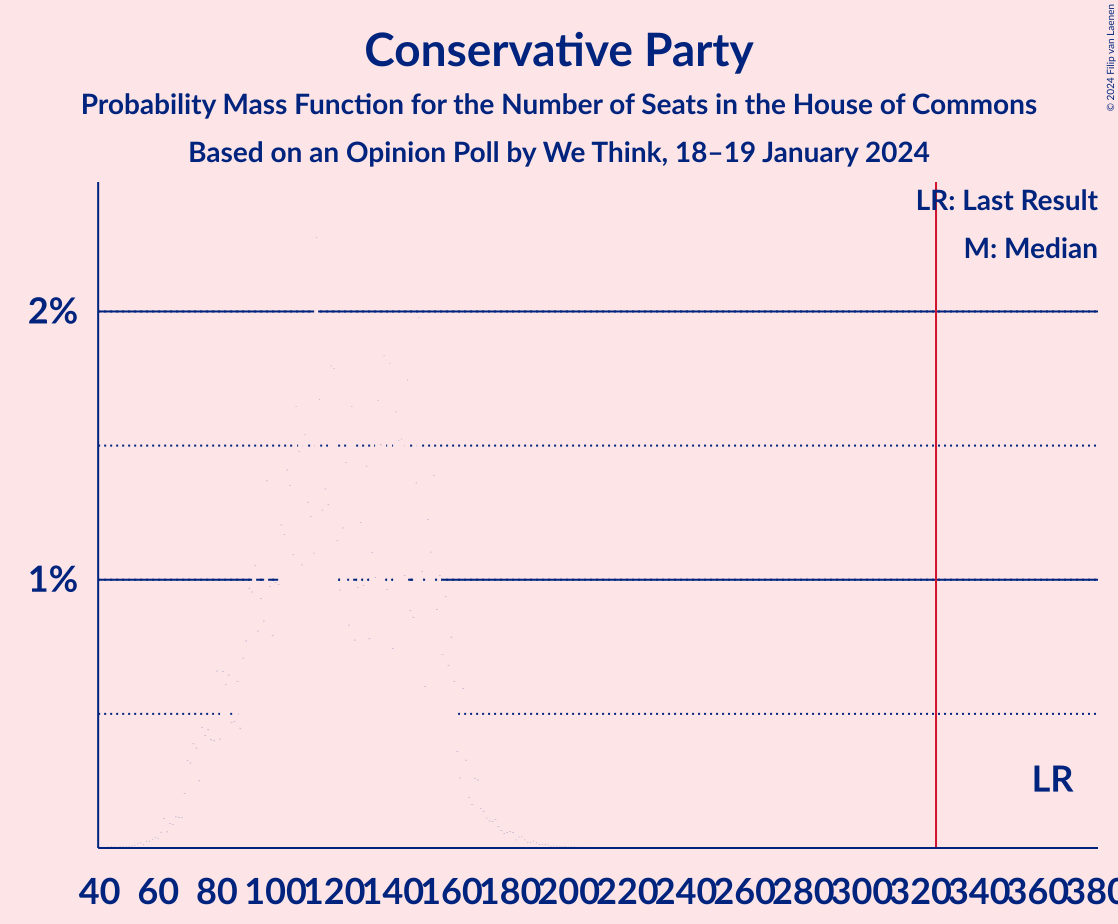 Conservative Party
Probability Mass Function for the Number of Seats in the House of Commons
Based on an Opinion Poll by We Think, 18–19 January 2024
© 2024 Filip van Laenen
LR: Last Result
M: Median
2%
1%
LR
40 60 80 100 120 140 160 180 200 220 240 260 280 300 320 340 360 380